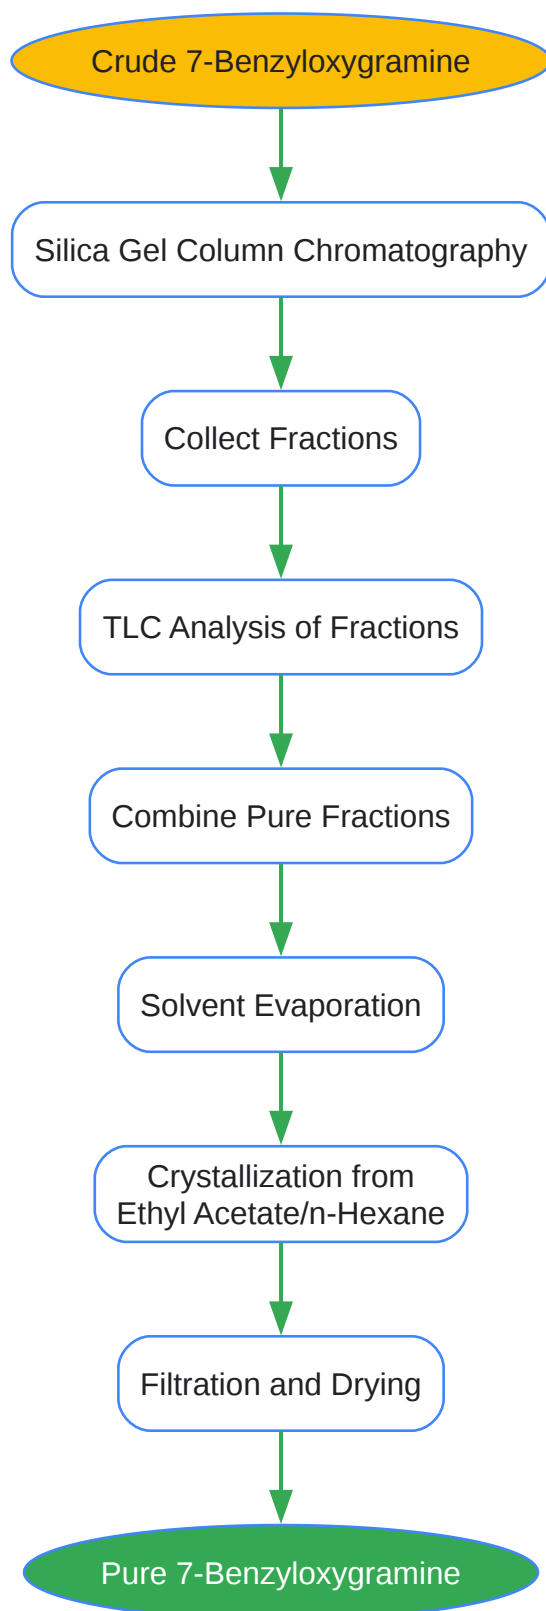 Crude 7-Benzyloxygramine
Silica Gel Column Chromatography
Collect Fractions
TLC Analysis of Fractions
Combine Pure Fractions
Solvent Evaporation
Crystallization from
Ethyl Acetate/n-Hexane
Filtration and Drying
Pure 7-Benzyloxygramine